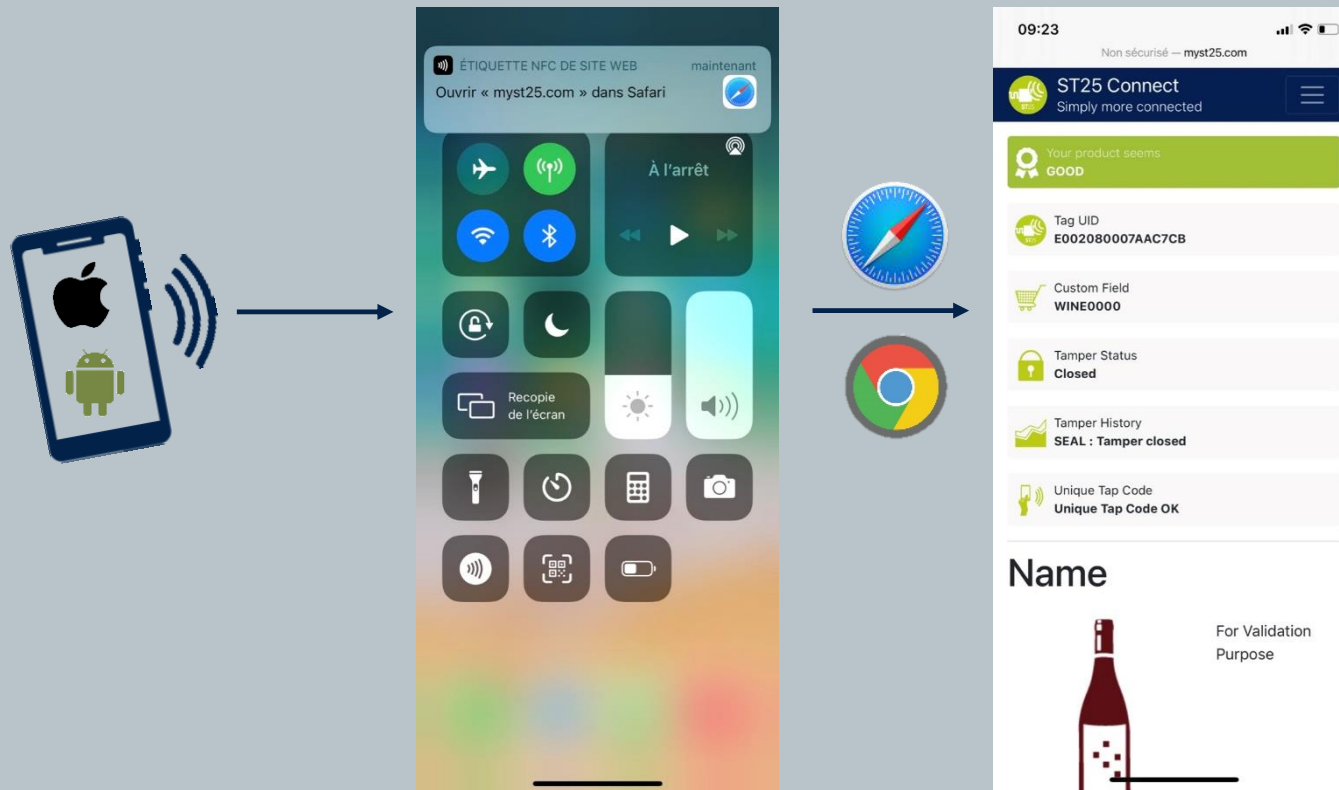 ÉTIQUETTE NFC DE SITE WEB maintenant
Ouvrir « myst25.com » dans Safari
À l'arrêt
Recopie
de l'écran
09:23
Non sécurisé — myst25.com
ST25 Connect
Simply more connected
Your product seems
GOOD
Tag UID
E002080007AAC7CB
Custom Field
WINE0000
Tamper Status
Closed
Tamper History
SEAL : Tamper closed
Unique Tap Code
Unique Tap Code OK
Name
For Validation
Purpose